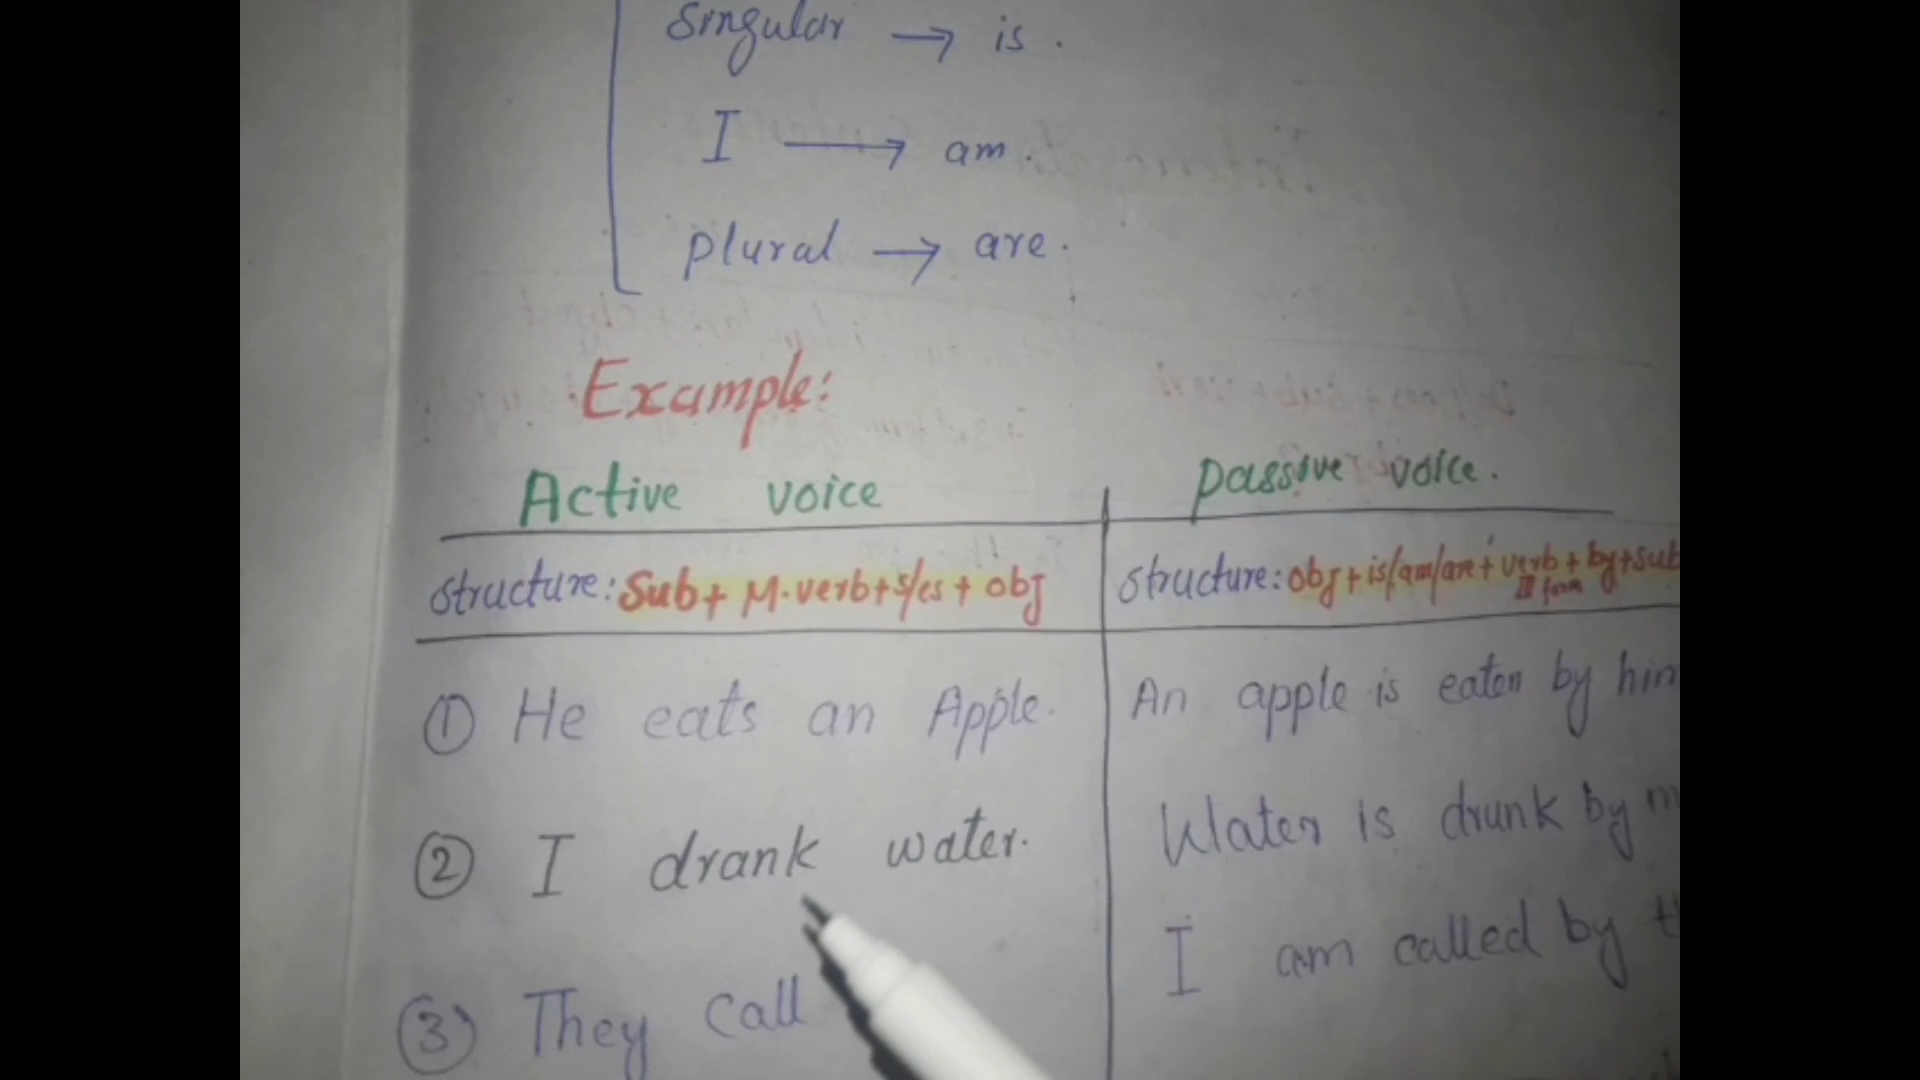 Singular → is.
I → am.
plural → are.
Example:
Active voice
passive voice.
structure: Sub + M.verb + s/es + obj
structure: obj + is/am/are + verb + by + sub
III form
① He eats an Apple.
An apple is eaten by him
② I drank water.
Water is drunk by
③ They call
I am called by